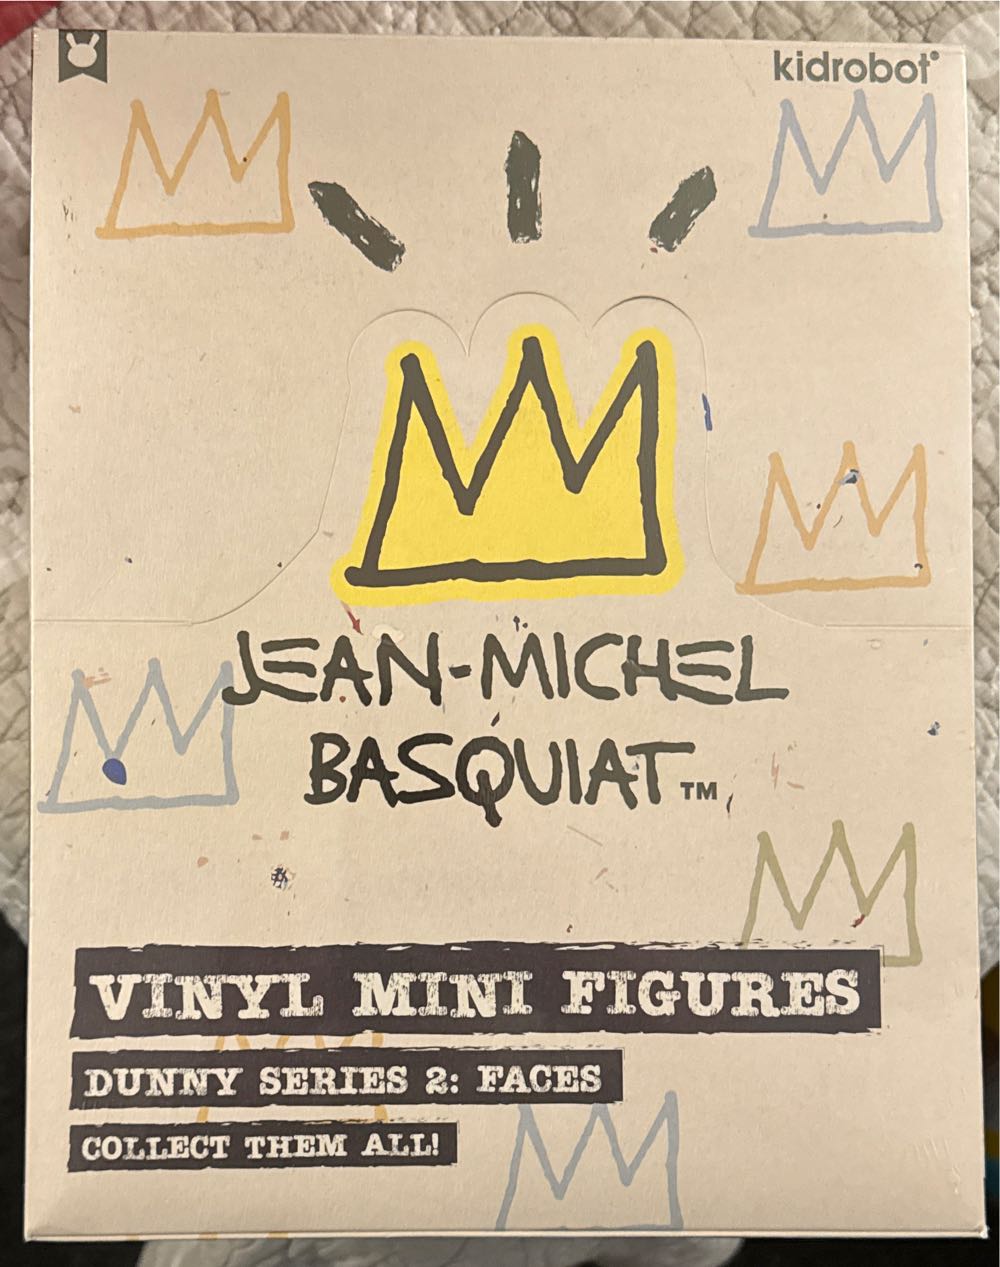 kidrobot®
JEAN-MICHEL
BASQUIAT™
VINYL MINI FIGURES
DUNNY SERIES 2: FACES
COLLECT THEM ALL!